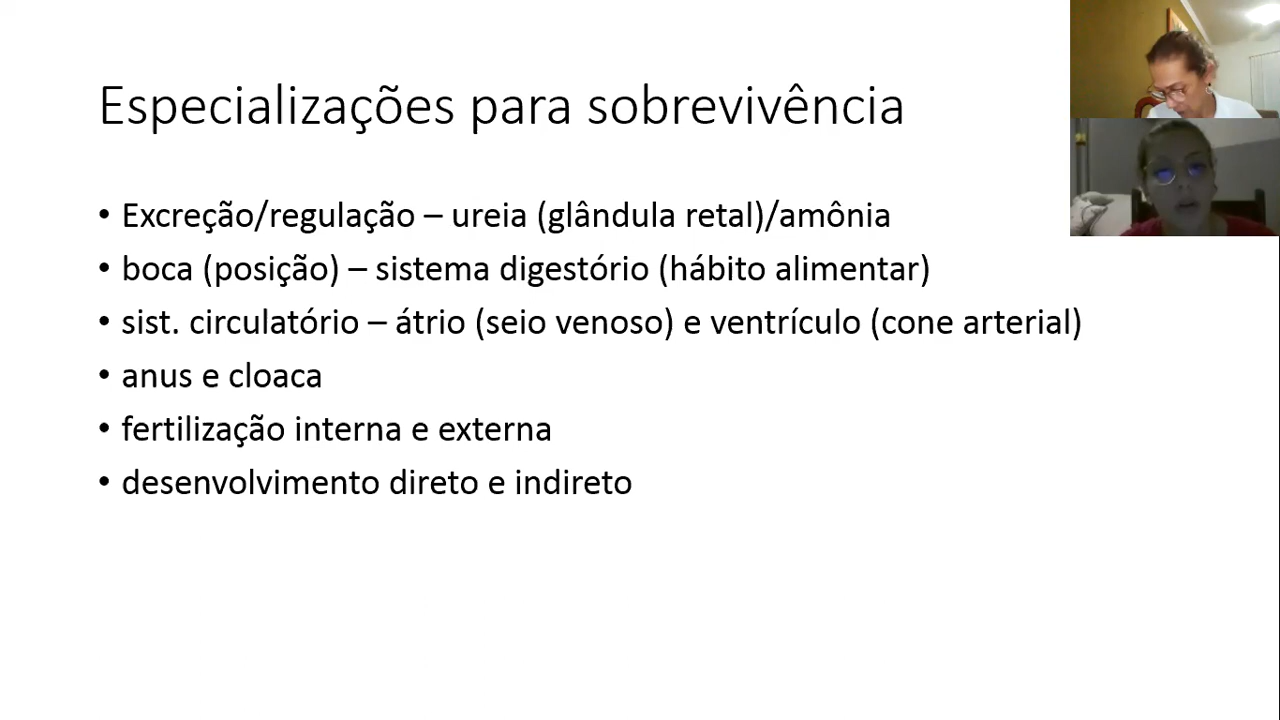 Especializações para sobrevivência
• Excreção/regulação – ureia (glândula retal)/amônia
• boca (posição) – sistema digestório (hábito alimentar)
• sist. circulatório – átrio (seio venoso) e ventrículo (cone arterial)
• anus e cloaca
• fertilização interna e externa
• desenvolvimento direto e indireto